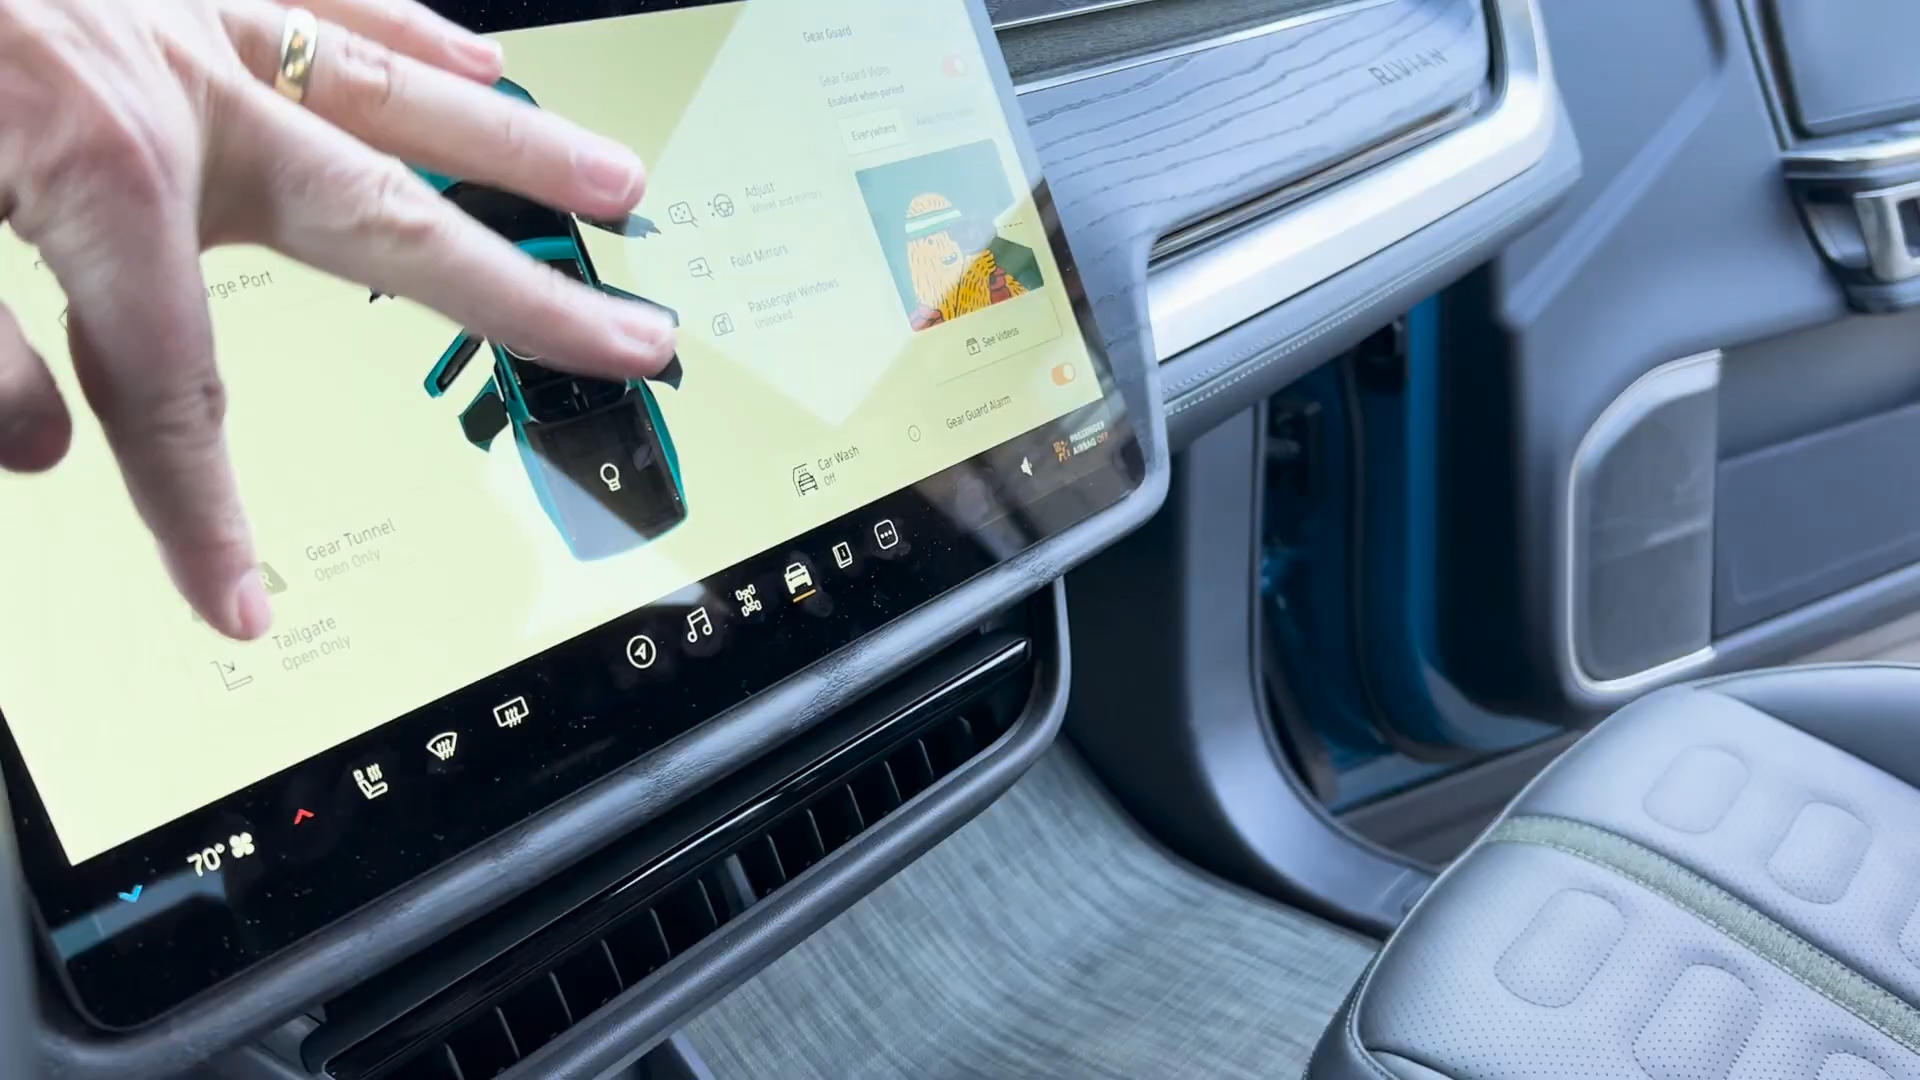 Gear Guard
RIVIAN
Gear Guard Video
Enabled when parked
Everywhere
Adjust
Wheel and mirrors
Fold Mirrors
Passenger Windows
Unlocked
See Videos
Gear Guard Alarm
PASSENGER
AIRBAG OFF
Car Wash
Off
arge Port
Gear Tunnel
Open Only
R
Tailgate
Open Only
70°